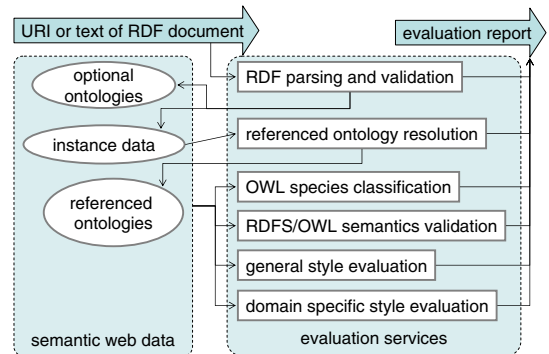 URI or text of RDF document
evaluation report
optional
ontologies
RDF parsing and validation
instance data
referenced ontology resolution
referenced
ontologies
OWL species classification
RDFS/OWL semantics validation
general style evaluation
domain specific style evaluation
semantic web data
evaluation services